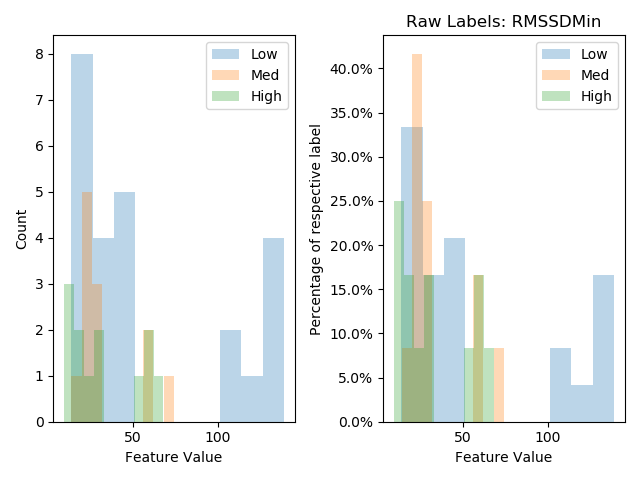 Raw Labels: RMSSDMin
8
7
6
5
4
3
2
1
0
Count
50
100
Feature Value
Low
Med
High
40.0%
35.0%
30.0%
25.0%
20.0%
15.0%
10.0%
5.0%
0.0%
Percentage of respective label
50
100
Feature Value
Low
Med
High